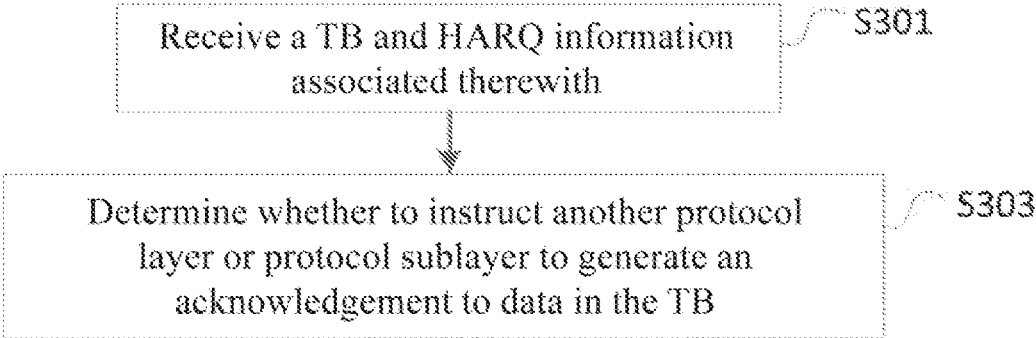 Receive a TB and HARQ information
associated therewith
S301
Determine whether to instruct another protocol
layer or protocol sublayer to generate an
acknowledgement to data in the TB
S303